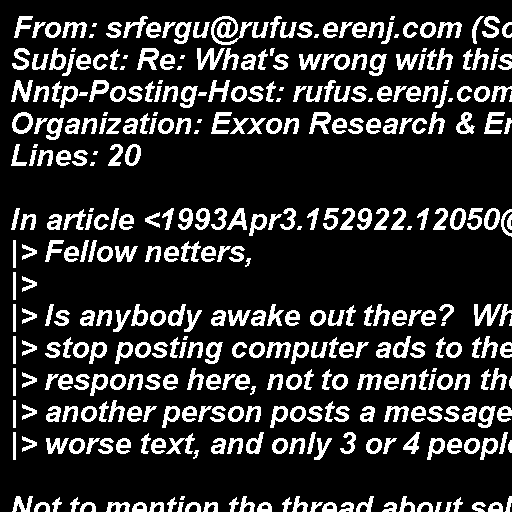 From: srfergu@rufus.erenj.com (Sc
Subject: Re: What's wrong with this
Nntp-Posting-Host: rufus.erenj.com
Organization: Exxon Research & En
Lines: 20

In article <1993Apr3.152922.12050@
|> Fellow netters,
|>
|> Is anybody awake out there?  Wh
|> stop posting computer ads to the
|> response here, not to mention the
|> another person posts a message
|> worse text, and only 3 or 4 people

Not to mention the thread about sel